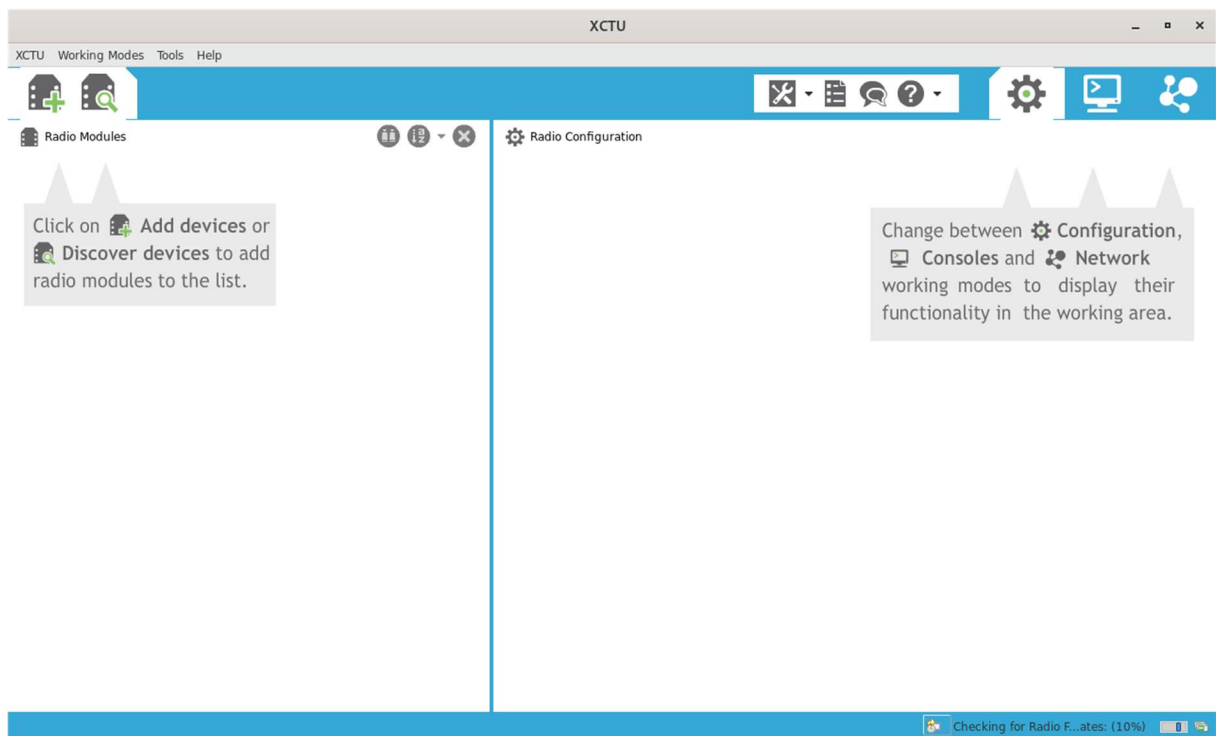 XCTU
XCTU Working Modes Tools Help
Radio Modules
Radio Configuration
Click on Add devices or
Discover devices to add
radio modules to the list.
Change between Configuration,
Consoles and Network
working modes to display their
functionality in the working area.
Checking for Radio F...ates: (10%)